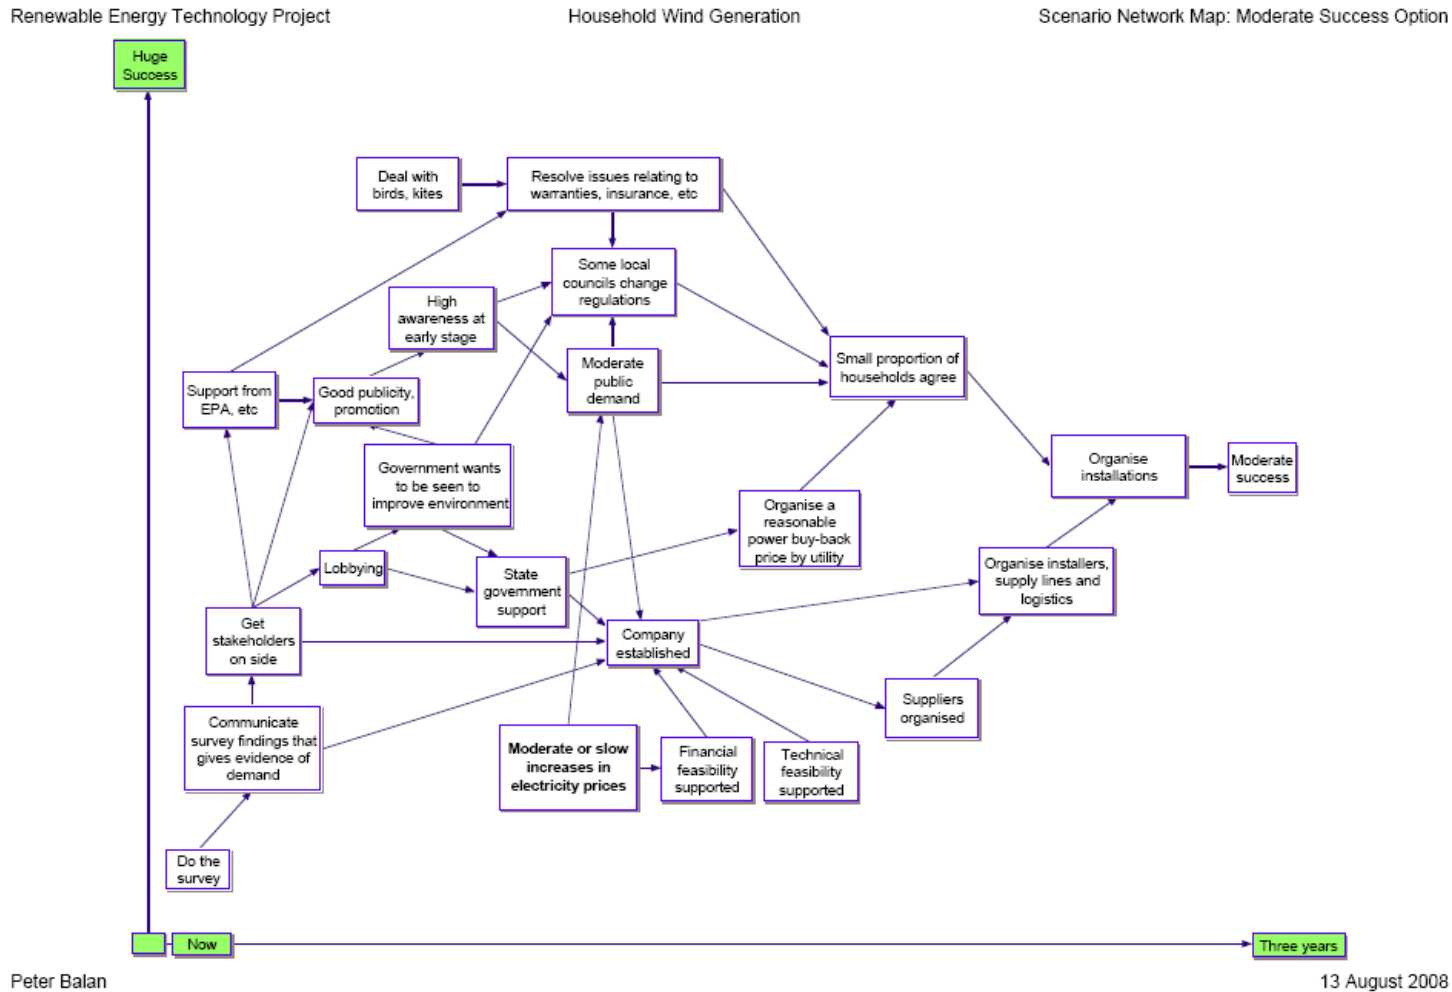 Renewable Energy Technology Project
Household Wind Generation
Scenario Network Map: Moderate Success Option
Huge
Success
Deal with
birds, kites
Resolve issues relating to
warranties, insurance, etc
Some local
councils change
regulations
High
awareness at
early stage
Moderate
public
demand
Small proportion of
households agree
Support from
EPA, etc
Good publicity,
promotion
Government wants
to be seen to
improve environment
Organise
installations
Moderate
success
Organise a
reasonable
power buy-back
price by utility
Lobbying
State
government
support
Organise installers,
supply lines and
logistics
Get
stakeholders
on side
Company
established
Suppliers
organised
Communicate
survey findings that
gives evidence of
demand
Moderate or slow
increases in
electricity prices
Financial
feasibility
supported
Technical
feasibility
supported
Do the
survey
Now
Three years
Peter Balan
13 August 2008